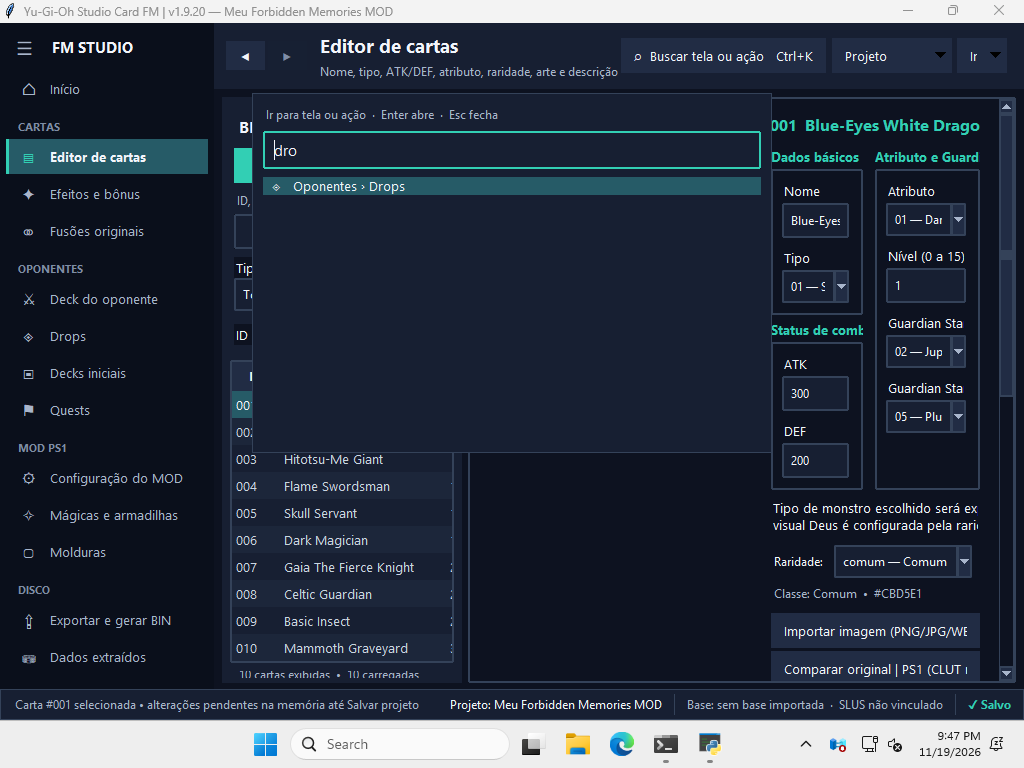 Yu-Gi-Oh Studio Card FM | v1.9.20 — Meu Forbidden Memories MOD
FM STUDIO
Início
CARTAS
Editor de cartas
Efeitos e bônus
Fusões originais
OPONENTES
Deck do oponente
Drops
Decks iniciais
Quests
MOD PS1
Configuração do MOD
Mágicas e armadilhas
Molduras
DISCO
Exportar e gerar BIN
Dados extraídos
Editor de cartas
Nome, tipo, ATK/DEF, atributo, raridade, arte e descrição
Buscar tela ou ação Ctrl+K
Projeto
Ir
Ir para tela ou ação · Enter abre · Esc fecha
dro
Oponentes › Drops
ID,
Tip
ID
001
002
003 Hitotsu-Me Giant
004 Flame Swordsman
005 Skull Servant
006 Dark Magician
007 Gaia The Fierce Knight
008 Celtic Guardian
009 Basic Insect
010 Mammoth Graveyard
10 cartas exibidas • 10 carregadas
001 Blue-Eyes White Drago
Dados básicos
Nome
Blue-Eyes
Tipo
01 — S
Status de comb
ATK
300
DEF
200
Atributo e Guard
Atributo
01 — Dar
Nível (0 a 15)
1
Guardian Sta
02 — Jup
Guardian Sta
05 — Plu
Tipo de monstro escolhido será ex
visual Deus é configurada pela rari
Raridade: comum — Comum
Classe: Comum • #CBD5E1
Importar imagem (PNG/JPG/WE
Comparar original | PS1 (CLUT
Carta #001 selecionada • alterações pendentes na memória até Salvar projeto
Projeto: Meu Forbidden Memories MOD
Base: sem base importada · SLUS não vinculado
✓ Salvo
Search
9:47 PM
11/19/2026